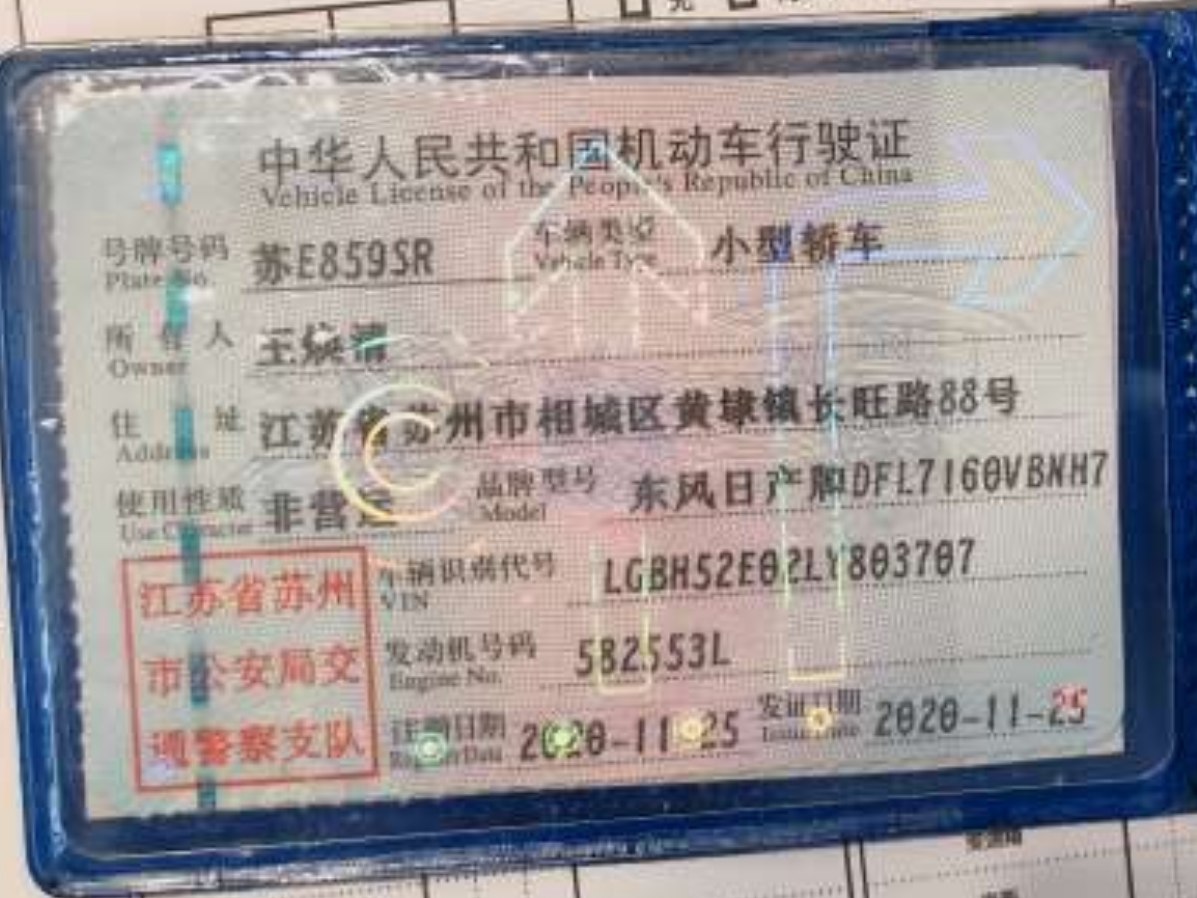 中华人民共和国机动车行驶证
Vehicle License of the People's Republic of China
号牌号码 苏E859SR 车辆类型 小型轿车
Plate No. Vehicle Type
所有人 王焕清
Owner
住址 江苏省苏州市相城区黄埭镇长旺路88号
Address
使用性质 非营运 品牌型号 东风日产牌DFL7160VBNH7
Use Character Model
江苏省苏州 车辆识别代号 LGBH52E02LY803707
VIN
市公安局交 发动机号码 582553L
Engine No.
通警察支队 注册日期 2020-11-25 发证日期 2020-11-25
Register Date Issue Date